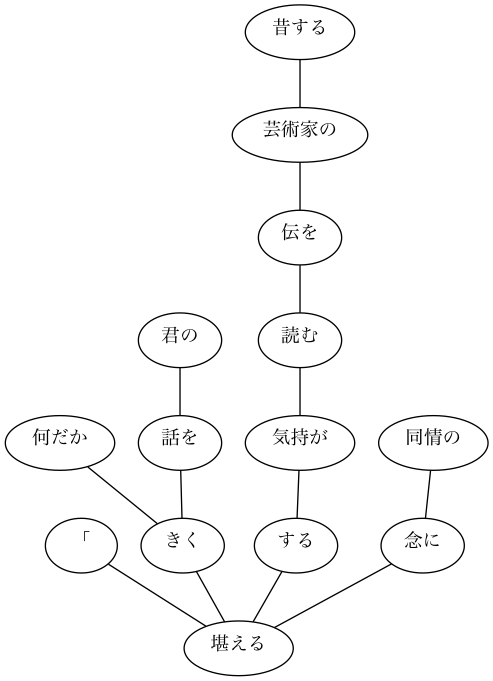 昔する
芸術家の
伝を
君の
読む
何だか
話を
気持が
同情の
「
きく
する
念に
堪える